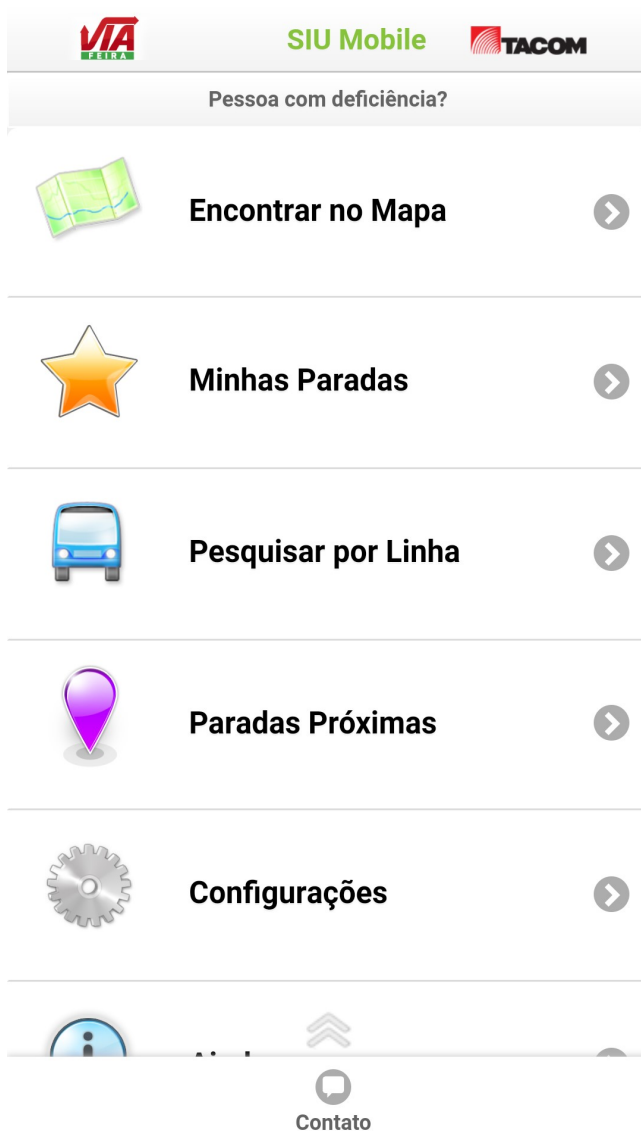 VIA
FEIRA
SIU Mobile
TACOM
Pessoa com deficiência?
Encontrar no Mapa
Minhas Paradas
Pesquisar por Linha
Paradas Próximas
Configurações
Contato